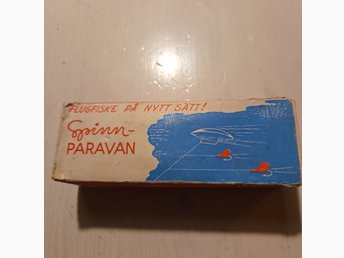 FLUGFISKE PÅ NYTT SÄTT!
Spinn-
PARAVAN